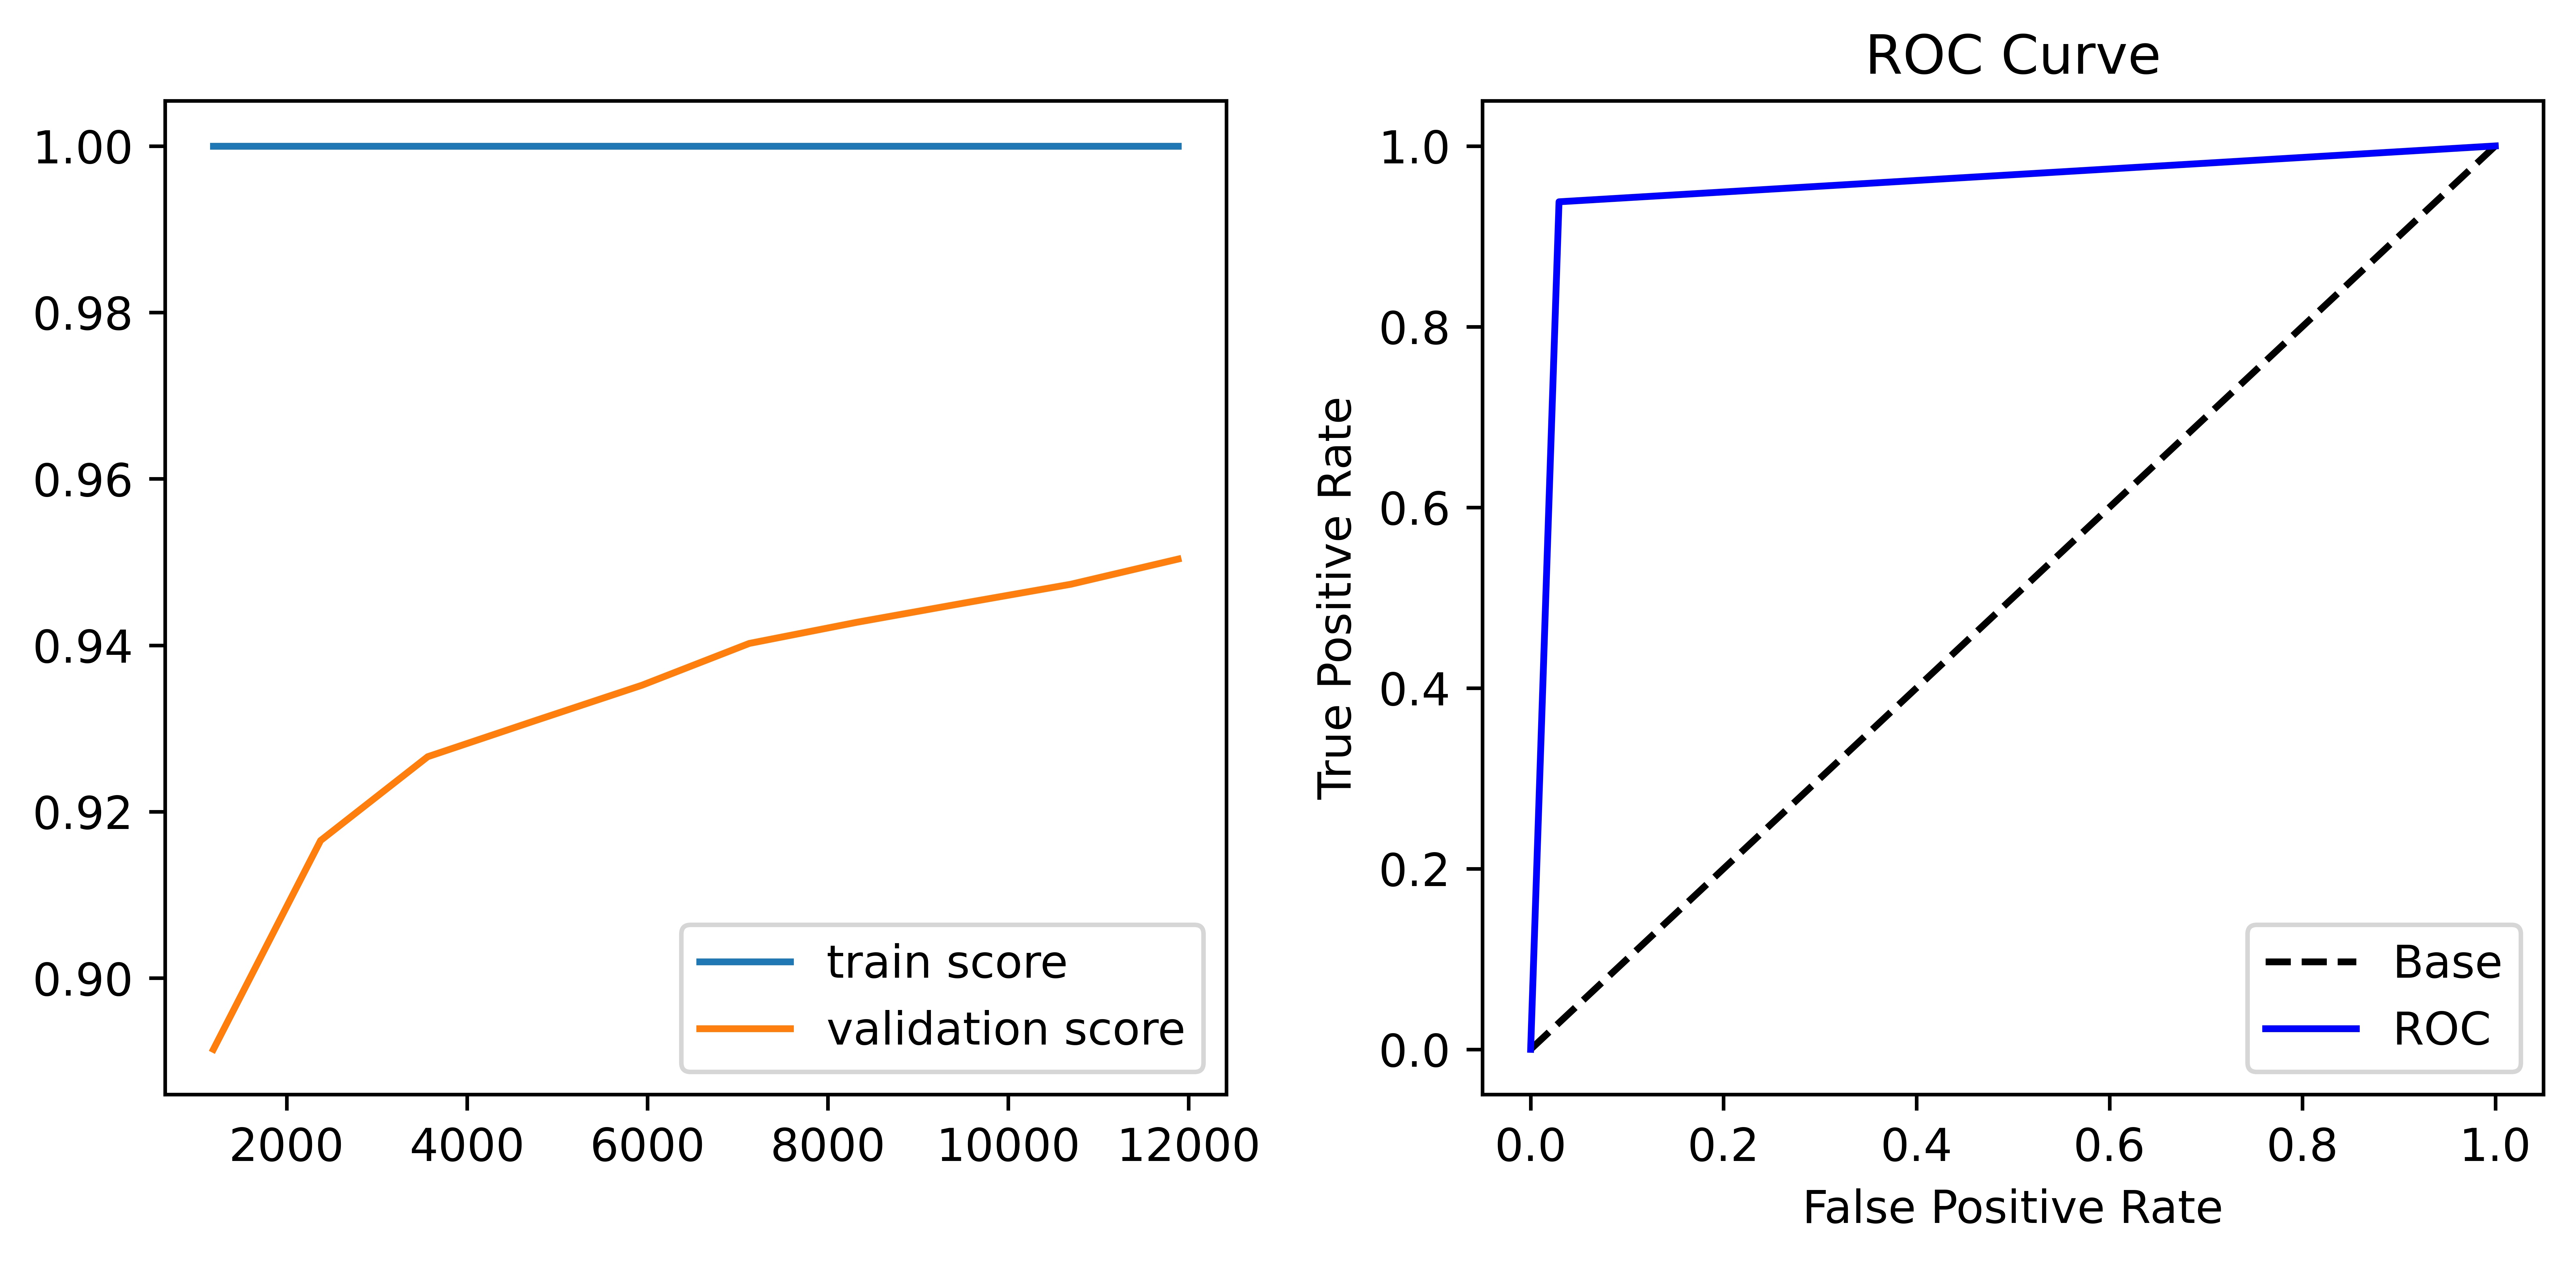 1.00
0.98
0.96
0.94
0.92
0.90
2000 4000 6000 8000 10000 12000
train score
validation score
ROC Curve
True Positive Rate
1.0
0.8
0.6
0.4
0.2
0.0
0.0 0.2 0.4 0.6 0.8 1.0
False Positive Rate
Base
ROC